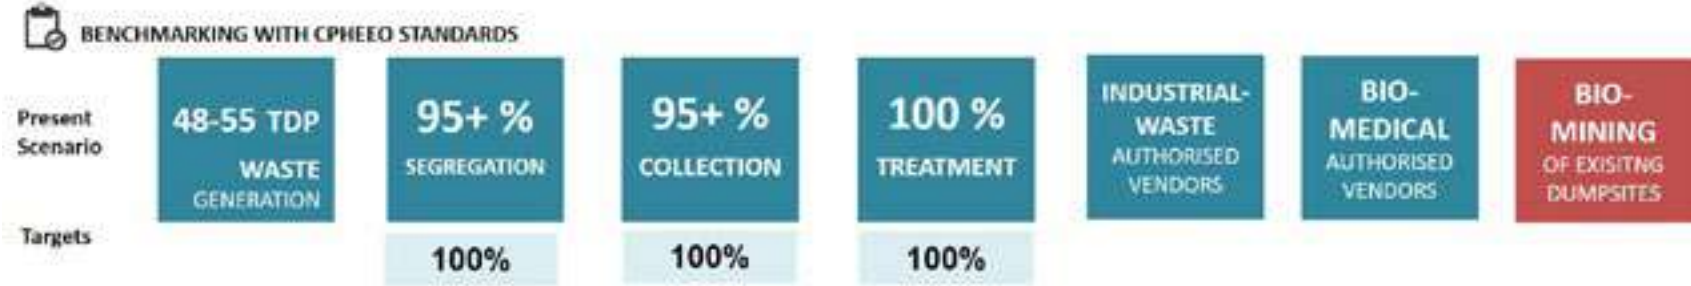 BENCHMARKING WITH CPHEEO STANDARDS
Present
Scenario
48-55 TDP
WASTE
GENERATION
95+ %
SEGREGATION
95+ %
COLLECTION
100 %
TREATMENT
INDUSTRIAL-
WASTE
AUTHORISED
VENDORS
BIO-
MEDICAL
AUTHORISED
VENDORS
BIO-
MINING
OF EXISITNG
DUMPSITES
Targets
100%
100%
100%